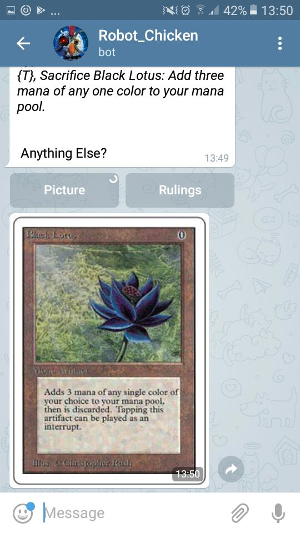 ... 42% 13:50
Robot_Chicken
bot
{T}, Sacrifice Black Lotus: Add three
mana of any one color to your mana
pool.
Anything Else?
13:49
Picture
Rulings
Black Lotus 0
Mono Artifact
Adds 3 mana of any single color of
your choice to your mana pool,
then is discarded. Tapping this
artifact can be played as an
interrupt.
Illus. © Christopher Rush
13:50
Message